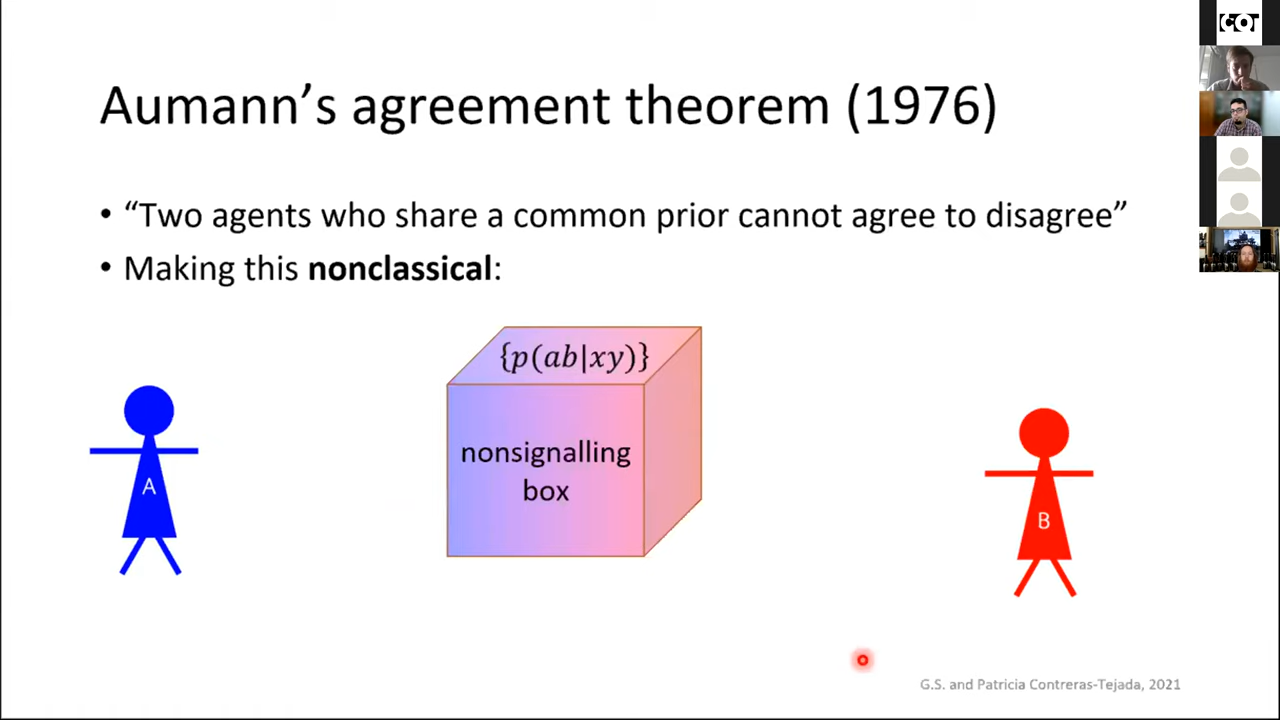 Aumann’s agreement theorem (1976)
• “Two agents who share a common prior cannot agree to disagree”
• Making this nonclassical:
{p(ab|xy)}
nonsignalling
box
A
B
G.S. and Patricia Contreras-Tejada, 2021